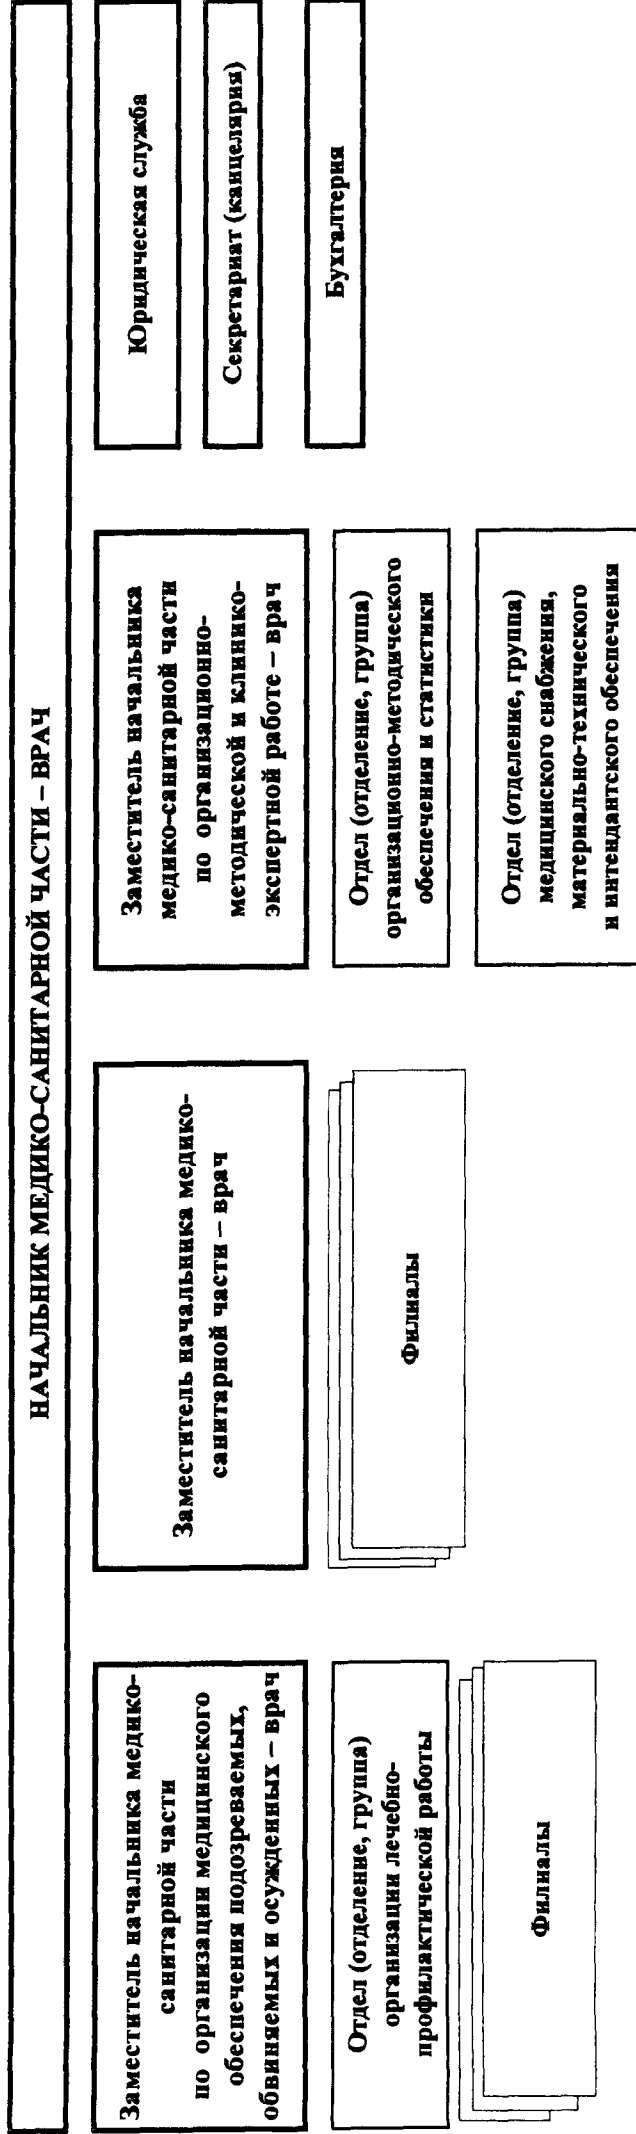 НАЧАЛЬНИК МЕДИКО-САНИТАРНОЙ ЧАСТИ – ВРАЧ
Заместитель начальника медико-
санитарной части
по организации медицинского
обеспечения подозреваемых,
обвиняемых и осужденных – врач
Отдел (отделение, группа)
организации лечебно-
профилактической работы
Филиалы
Заместитель начальника медико-
санитарной части – врач
Филиалы
Заместитель начальника
медико-санитарной части
по организационно-
методической и клинико-
экспертной работе – врач
Отдел (отделение, группа)
организационно-методического
обеспечения и статистики
Отдел (отделение, группа)
медицинского снабжения,
материально-технического
и интендантского обеспечения
Юридическая служба
Секретариат (канцелярия)
Бухгалтерия